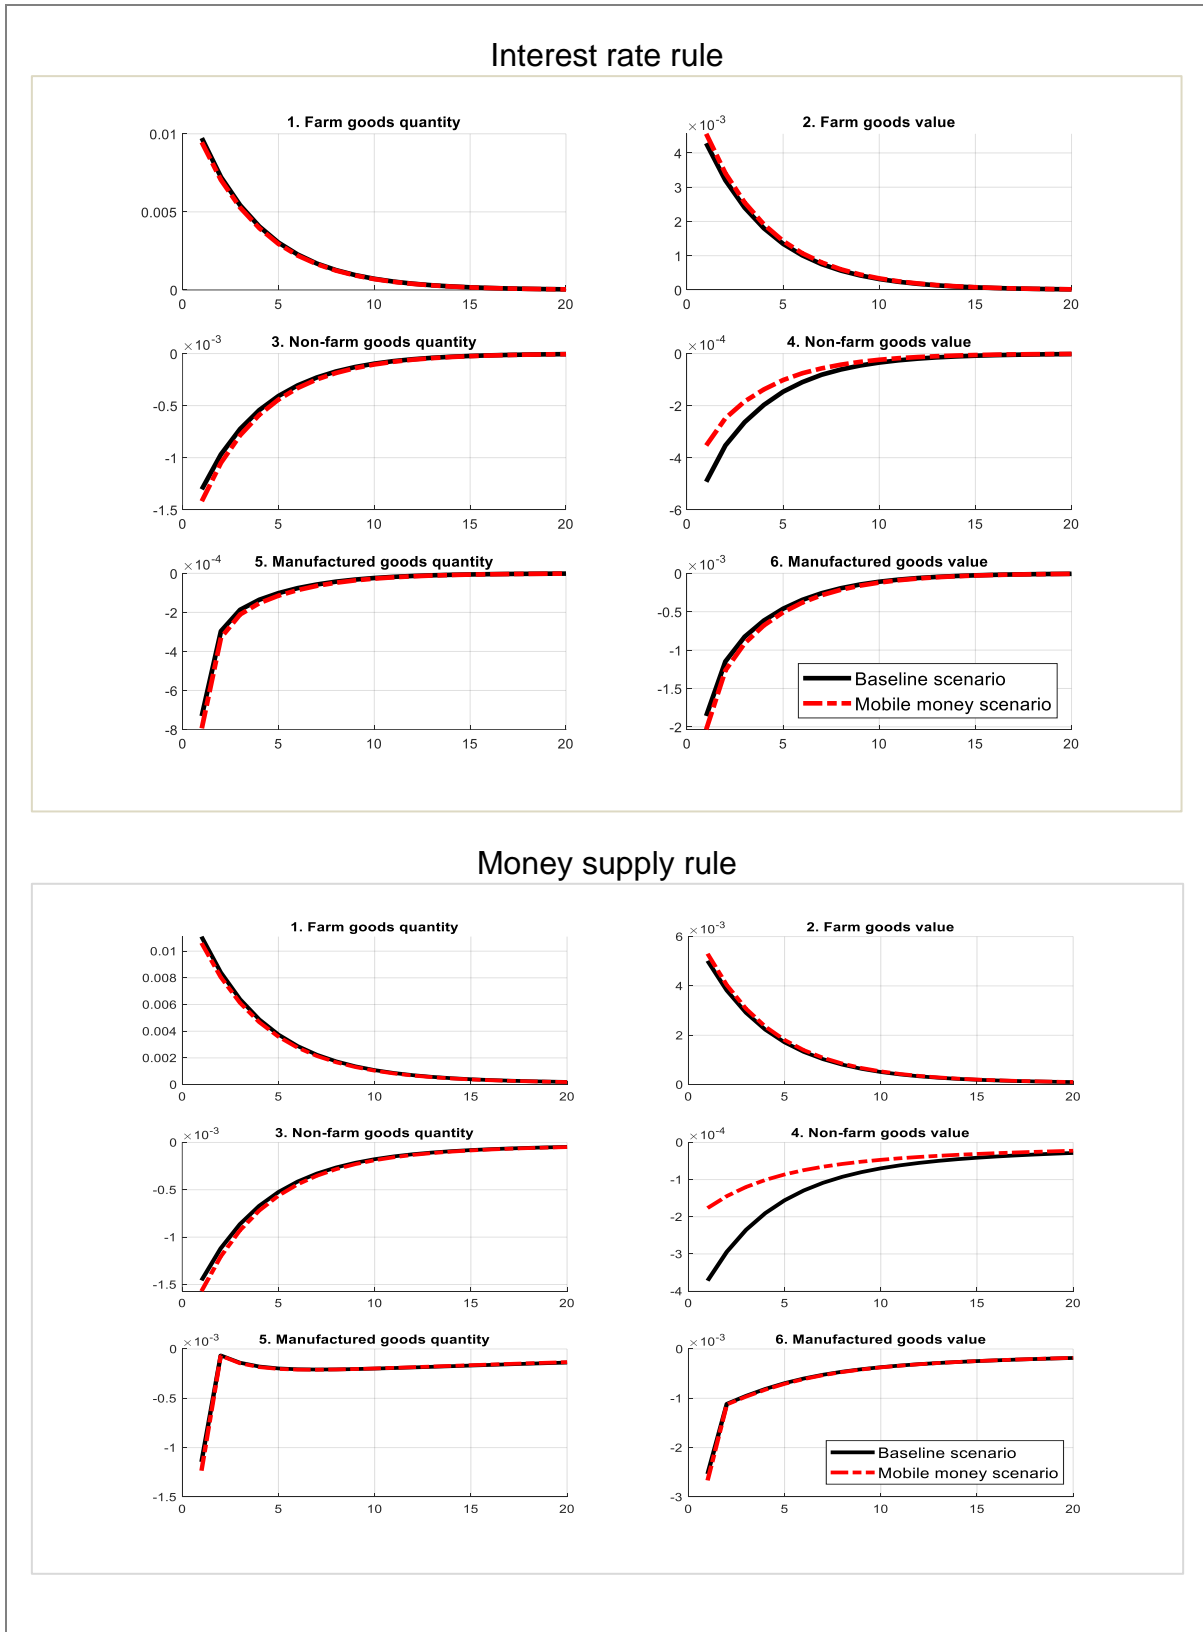 Interest rate rule
1. Farm goods quantity
0.01
0.005
0
0 5 10 15 20
2. Farm goods value
×10-3
4
3
2
1
0
0 5 10 15 20
3. Non-farm goods quantity
×10-3
0
-0.5
-1
-1.5
0 5 10 15 20
4. Non-farm goods value
×10-4
0
-2
-4
-6
0 5 10 15 20
5. Manufactured goods quantity
×10-4
0
-2
-4
-6
-8
0 5 10 15 20
6. Manufactured goods value
×10-3
0
-0.5
-1
-1.5
-2
0 5 10 15 20
Baseline scenario
Mobile money scenario
Money supply rule
1. Farm goods quantity
0.01
0.008
0.006
0.004
0.002
0
0 5 10 15 20
2. Farm goods value
×10-3
6
4
2
0
0 5 10 15 20
3. Non-farm goods quantity
×10-3
0
-0.5
-1
-1.5
0 5 10 15 20
4. Non-farm goods value
×10-4
0
-1
-2
-3
-4
0 5 10 15 20
5. Manufactured goods quantity
×10-3
0
-0.5
-1
-1.5
0 5 10 15 20
6. Manufactured goods value
×10-3
0
-1
-2
-3
0 5 10 15 20
Baseline scenario
Mobile money scenario